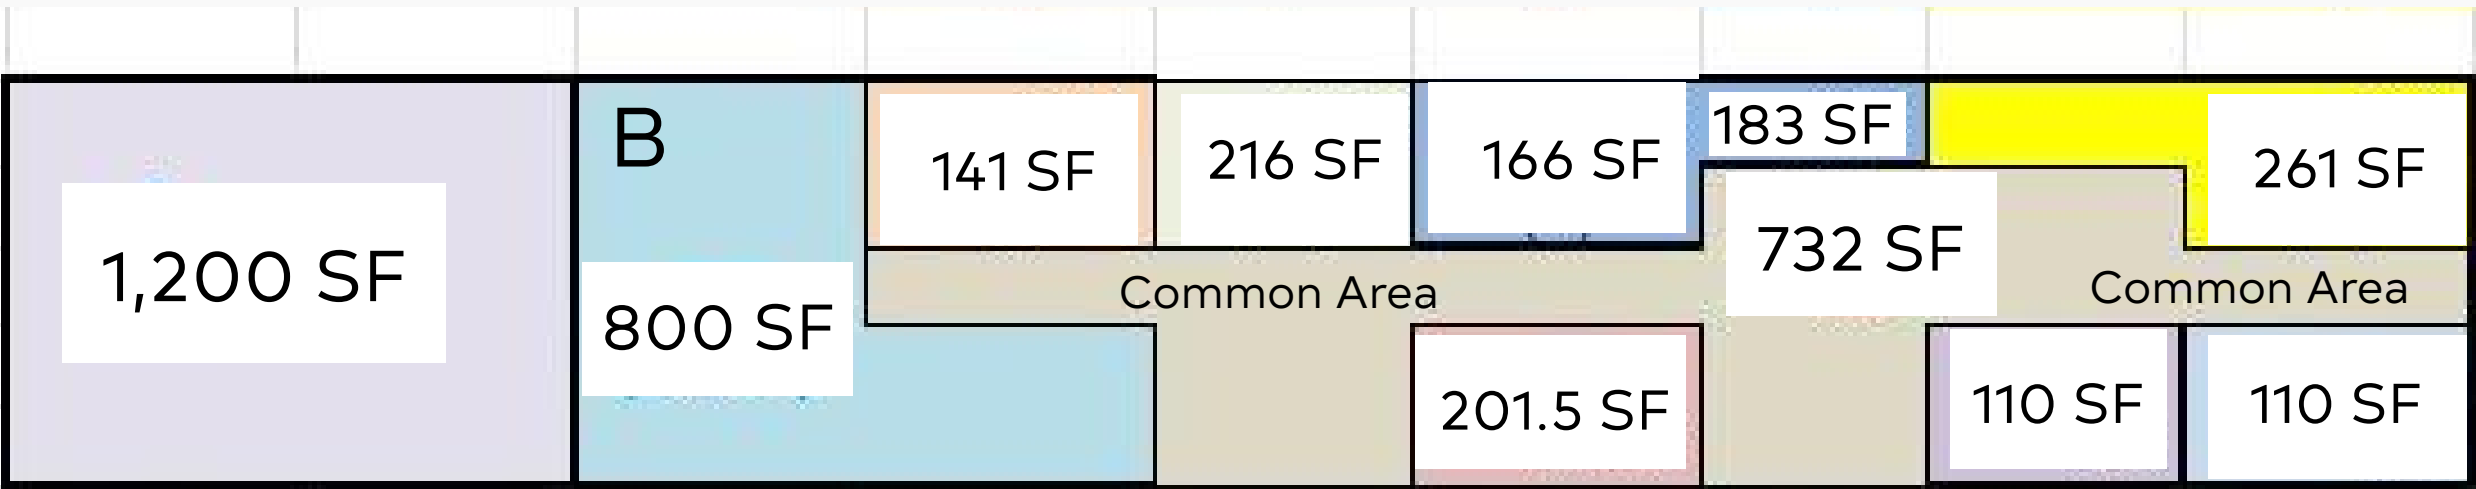 B
1,200 SF
800 SF
141 SF
216 SF
166 SF
183 SF
261 SF
732 SF
Common Area
Common Area
201.5 SF
110 SF
110 SF